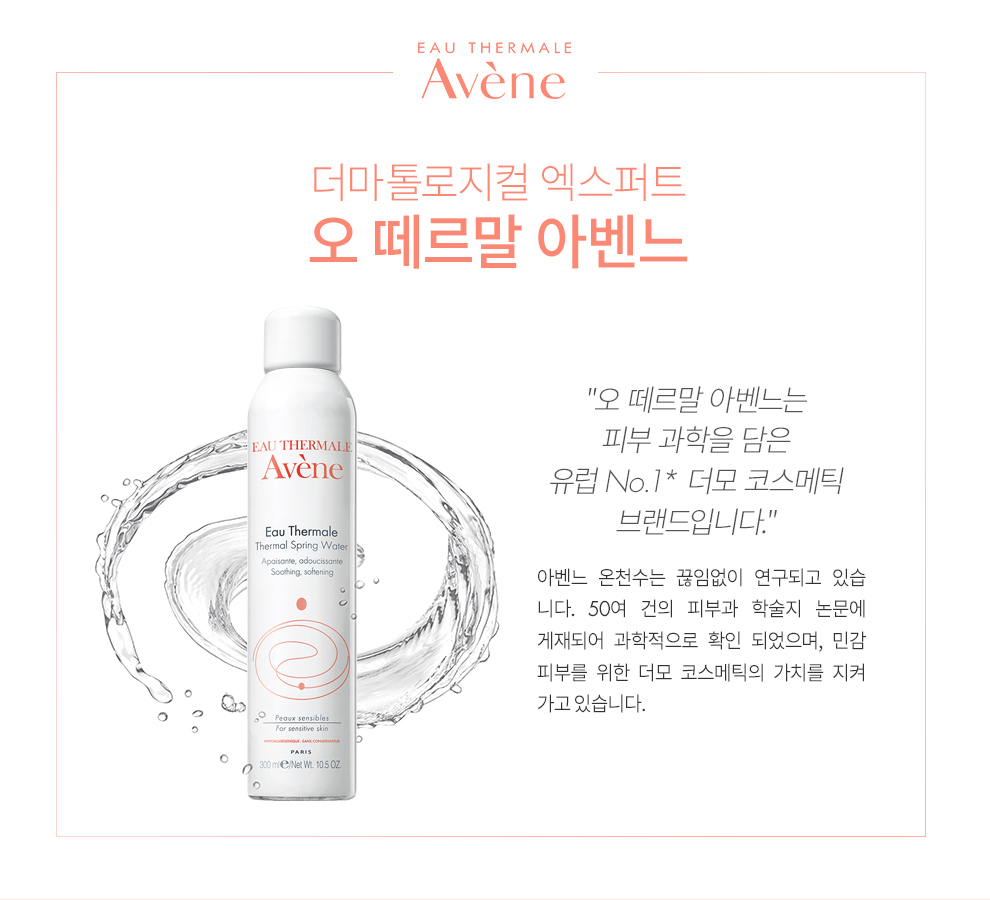 EAU THERMALE
Avène
더마톨로지컬 엑스퍼트
오 떼르말 아벤느
"오 떼르말 아벤느는
피부 과학을 담은
유럽 No.1* 더모 코스메틱
브랜드입니다."
아벤느 온천수는 끊임없이 연구되고 있습
니다. 50여 건의 피부과 학술지 논문에
게재되어 과학적으로 확인 되었으며, 민감
피부를 위한 더모 코스메틱의 가치를 지켜
가고 있습니다.
EAU THERMALE
Avène
Eau Thermale
Thermal Spring Water
Apaisante, adoucissante
Soothing, softening
Peaux sensibles
For sensitive skin
HYPOALLERGÉNIQUE - SANS CONSERVATEUR
PARIS
300 ml ℮/Net Wt. 10.5 OZ.